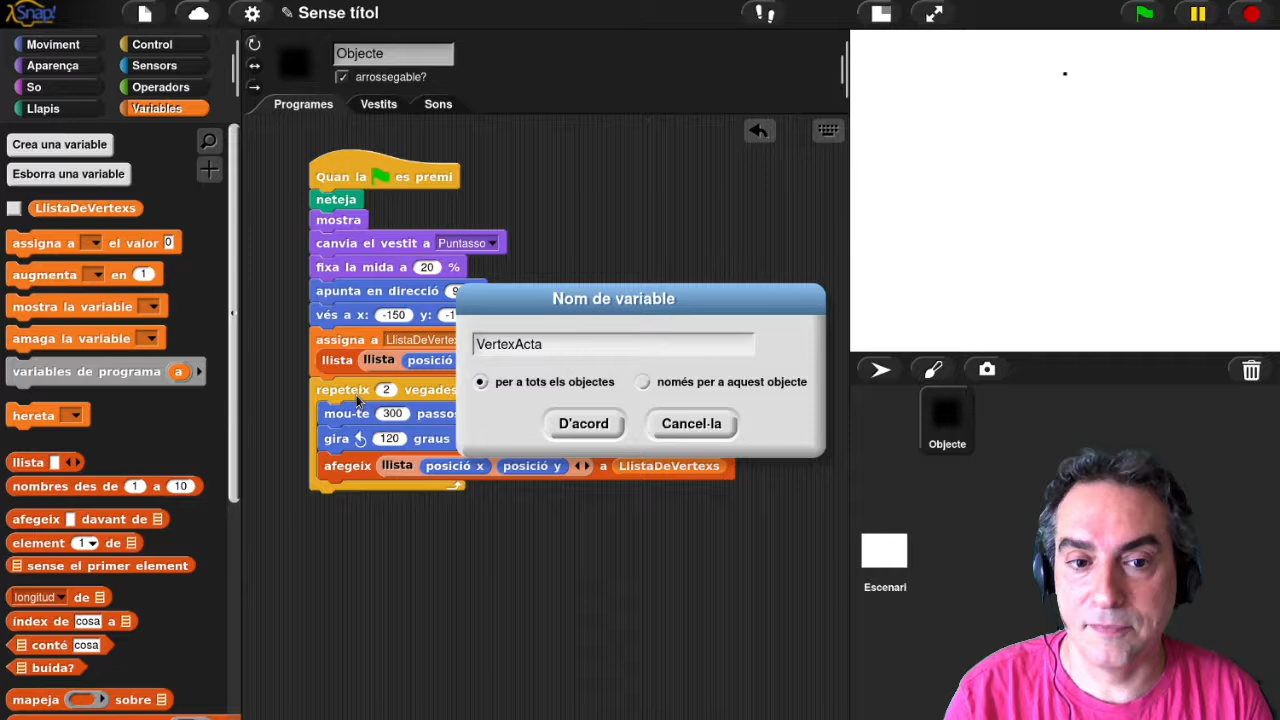 Snap!
Sense títol
Moviment
Control
Aparença
Sensors
So
Operadors
Llapis
Variables
Objecte
arrossegable?
Programes
Vestits
Sons
Crea una variable
Esborra una variable
LlistaDeVertexs
assigna a el valor 0
augmenta en 1
mostra la variable
amaga la variable
variables de programa a
hereta
llista
nombres des de 1 a 10
afegeix davant de
element 1 de
sense el primer element
longitud de
índex de cosa a
conté cosa
buida?
mapeja sobre
Quan la es premi
neteja
mostra
canvia el vestit a Puntasso
fixa la mida a 20 %
apunta en direcció 9
vés a x: -150 y: -1
assigna a LlistaDeVertex
llista llista posició
repeteix 2 vegades
mou-te 300 passos
gira 120 graus
afegeix llista posició x posició y a LlistaDeVertexs
Nom de variable
VertexActa
per a tots els objectes
només per a aquest objecte
D'acord
Cancel·la
Objecte
Escenari